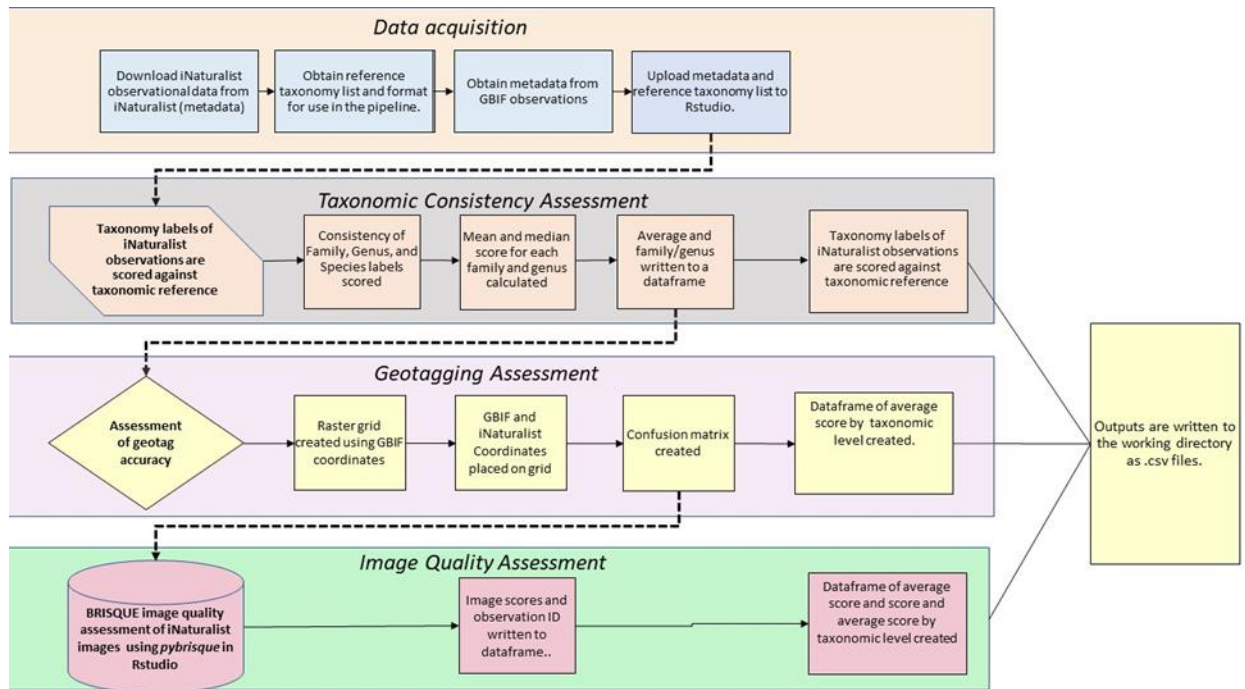 Data acquisition
Download iNaturalist
observational data from
iNaturalist (metadata)
Obtain reference
taxonomy list and format
for use in the pipeline.
Obtain metadata from
GBIF observations
Upload metadata and
reference taxonomy list to
Rstudio.
Taxonomic Consistency Assessment
Taxonomy labels of
iNaturalist
observations are
scored against
taxonomic reference
Consistency of
Family, Genus, and
Species labels
scored
Mean and median
score for each
family and genus
calculated
Average and
family/genus
written to a
dataframe
Taxonomy labels of
iNaturalist observations
are scored against
taxonomic reference
Geotagging Assessment
Assessment
of geotag
accuracy
Raster grid
created using GBIF
coordinates
GBIF and
iNaturalist
Coordinates
placed on grid
Confusion matrix
created
Dataframe of average
score by taxonomic
level created.
Outputs are written to
the working directory
as .csv files.
Image Quality Assessment
BRISQUE image quality
assessment of iNaturalist
images using pybrisque in
Rstudio
Image scores and
observation ID
written to
dataframe..
Dataframe of average
score and score and
average score by
taxonomic level created